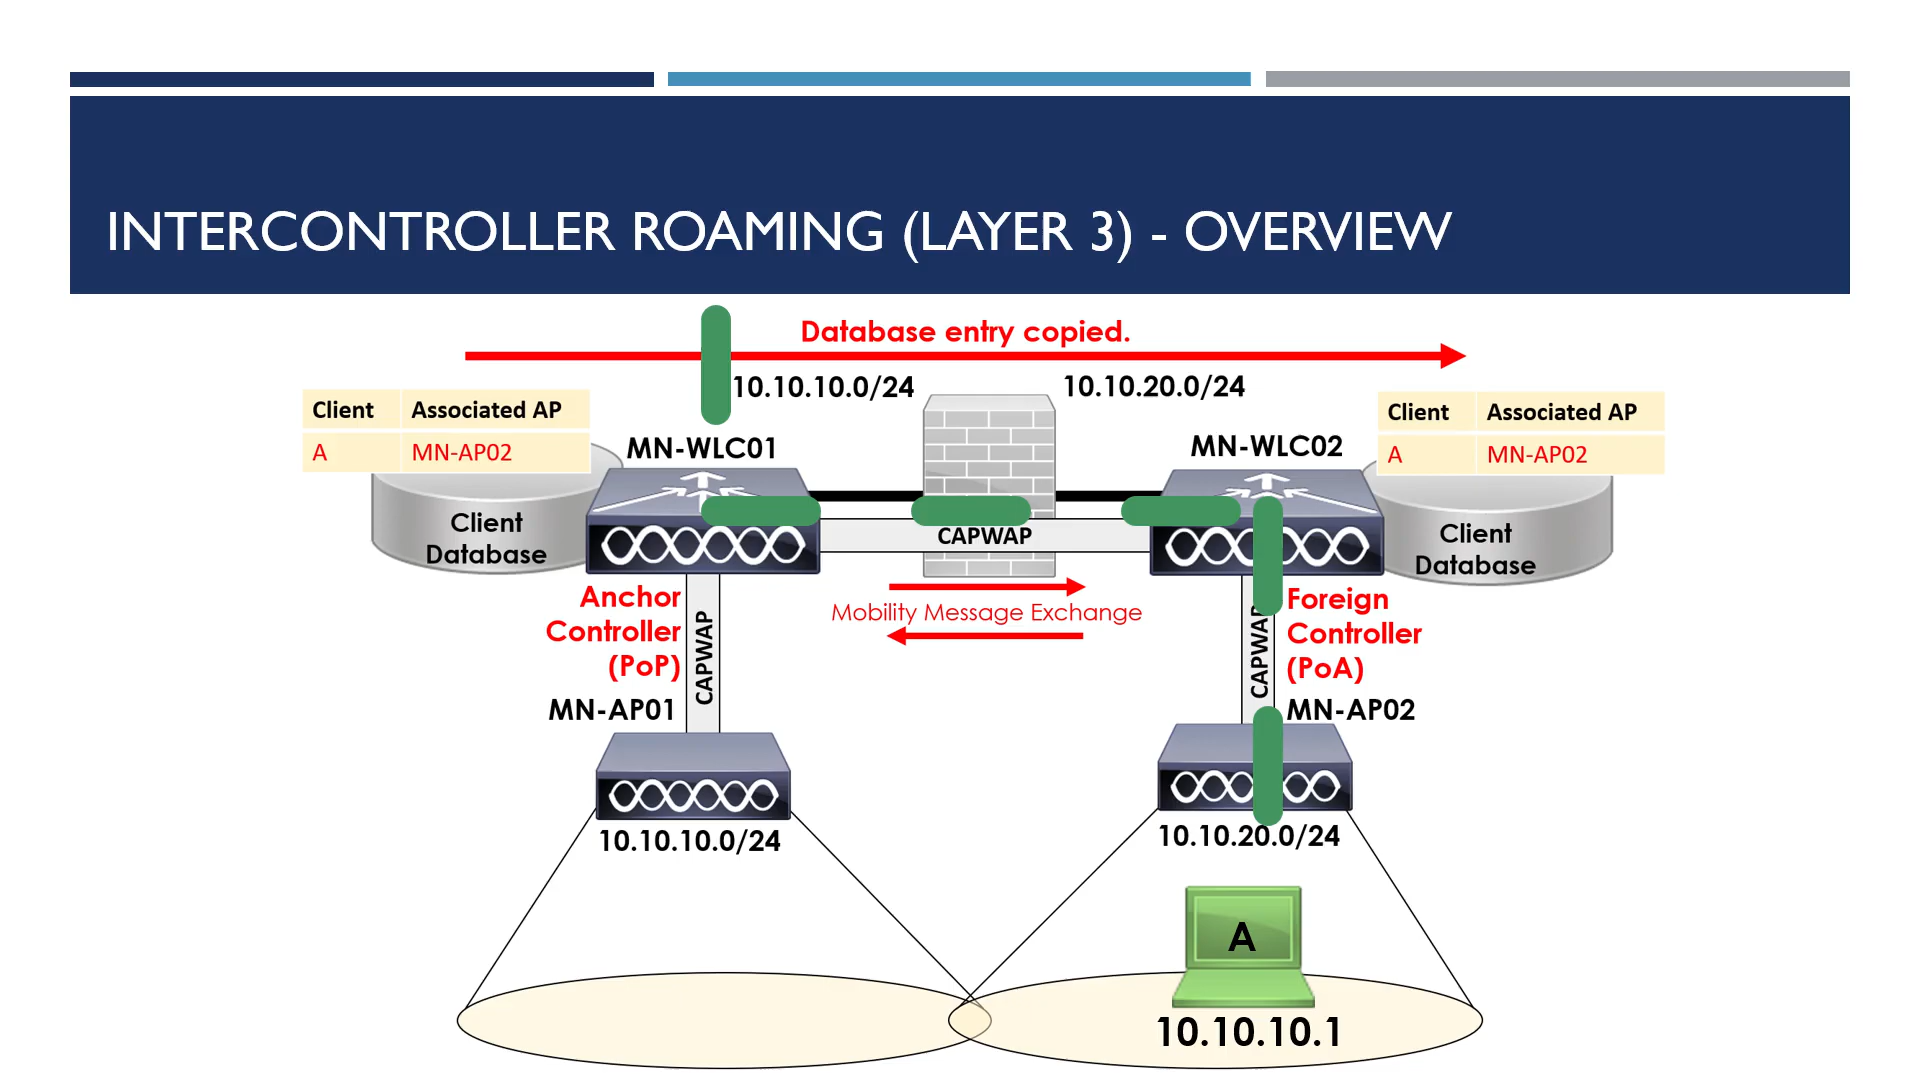 INTERCONTROLLER ROAMING (LAYER 3) - OVERVIEW
Database entry copied.
10.10.10.0/24
10.10.20.0/24
Client Associated AP
A MN-AP02
MN-WLC01
MN-WLC02
Client Associated AP
A MN-AP02
Client
Database
CAPWAP
Client
Database
Anchor
Controller
(PoP)
CAPWAP
Mobility Message Exchange
CAPWAP
Foreign
Controller
(PoA)
MN-AP01
MN-AP02
10.10.10.0/24
10.10.20.0/24
A
10.10.10.1